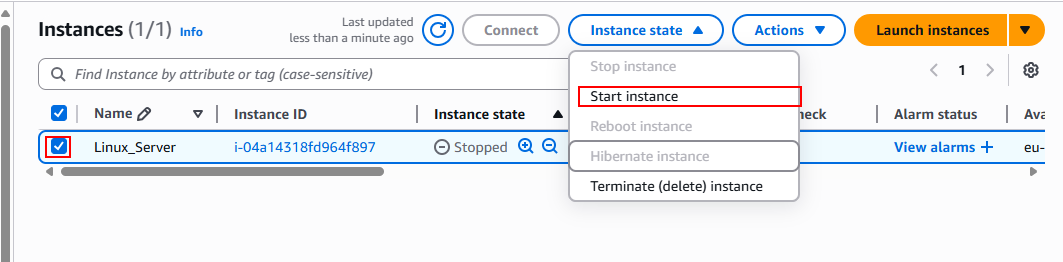 Instances (1/1) Info
Last updated
less than a minute ago
Connect
Instance state
Actions
Launch instances
Find Instance by attribute or tag (case-sensitive)
1
Stop instance
Start instance
Reboot instance
Hibernate instance
Terminate (delete) instance
Name Instance ID Instance state heck Alarm status Ava
Linux_Server i-04a14318fd964f897 Stopped View alarms + eu-